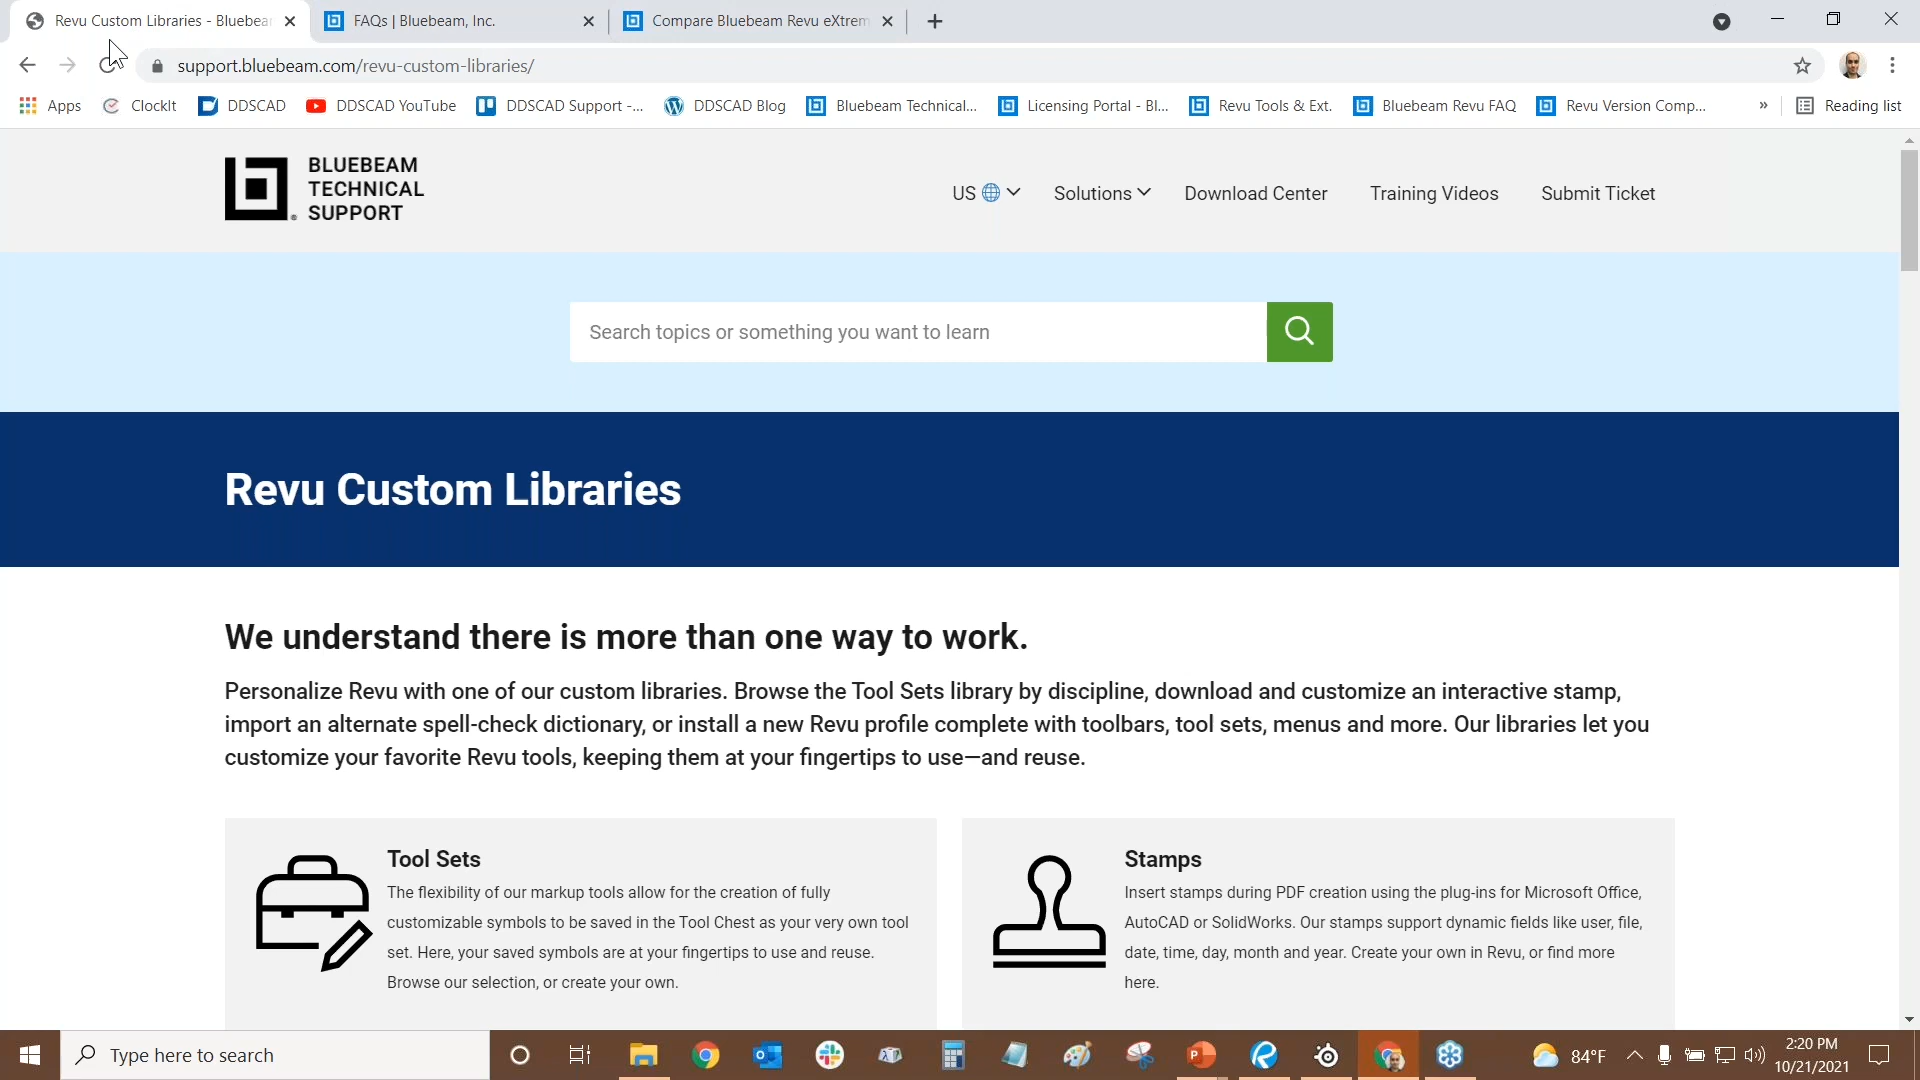 Revu Custom Libraries - Bluebea
FAQs | Bluebeam, Inc.
Compare Bluebeam Revu eXtrem
support.bluebeam.com/revu-custom-libraries/
Apps
ClockIt
DDSCAD
DDSCAD YouTube
DDSCAD Support -...
DDSCAD Blog
Bluebeam Technical...
Licensing Portal - Bl...
Revu Tools & Ext.
Bluebeam Revu FAQ
Revu Version Comp...
»
Reading list
BLUEBEAM
TECHNICAL
SUPPORT
US
Solutions
Download Center
Training Videos
Submit Ticket
Search topics or something you want to learn
Revu Custom Libraries
We understand there is more than one way to work.
Personalize Revu with one of our custom libraries. Browse the Tool Sets library by discipline, download and customize an interactive stamp,
import an alternate spell-check dictionary, or install a new Revu profile complete with toolbars, tool sets, menus and more. Our libraries let you
customize your favorite Revu tools, keeping them at your fingertips to use—and reuse.
Tool Sets
The flexibility of our markup tools allow for the creation of fully
customizable symbols to be saved in the Tool Chest as your very own tool
set. Here, your saved symbols are at your fingertips to use and reuse.
Browse our selection, or create your own.
Stamps
Insert stamps during PDF creation using the plug-ins for Microsoft Office,
AutoCAD or SolidWorks. Our stamps support dynamic fields like user, file,
date, time, day, month and year. Create your own in Revu, or find more
here.
Type here to search
84°F
2:20 PM
10/21/2021